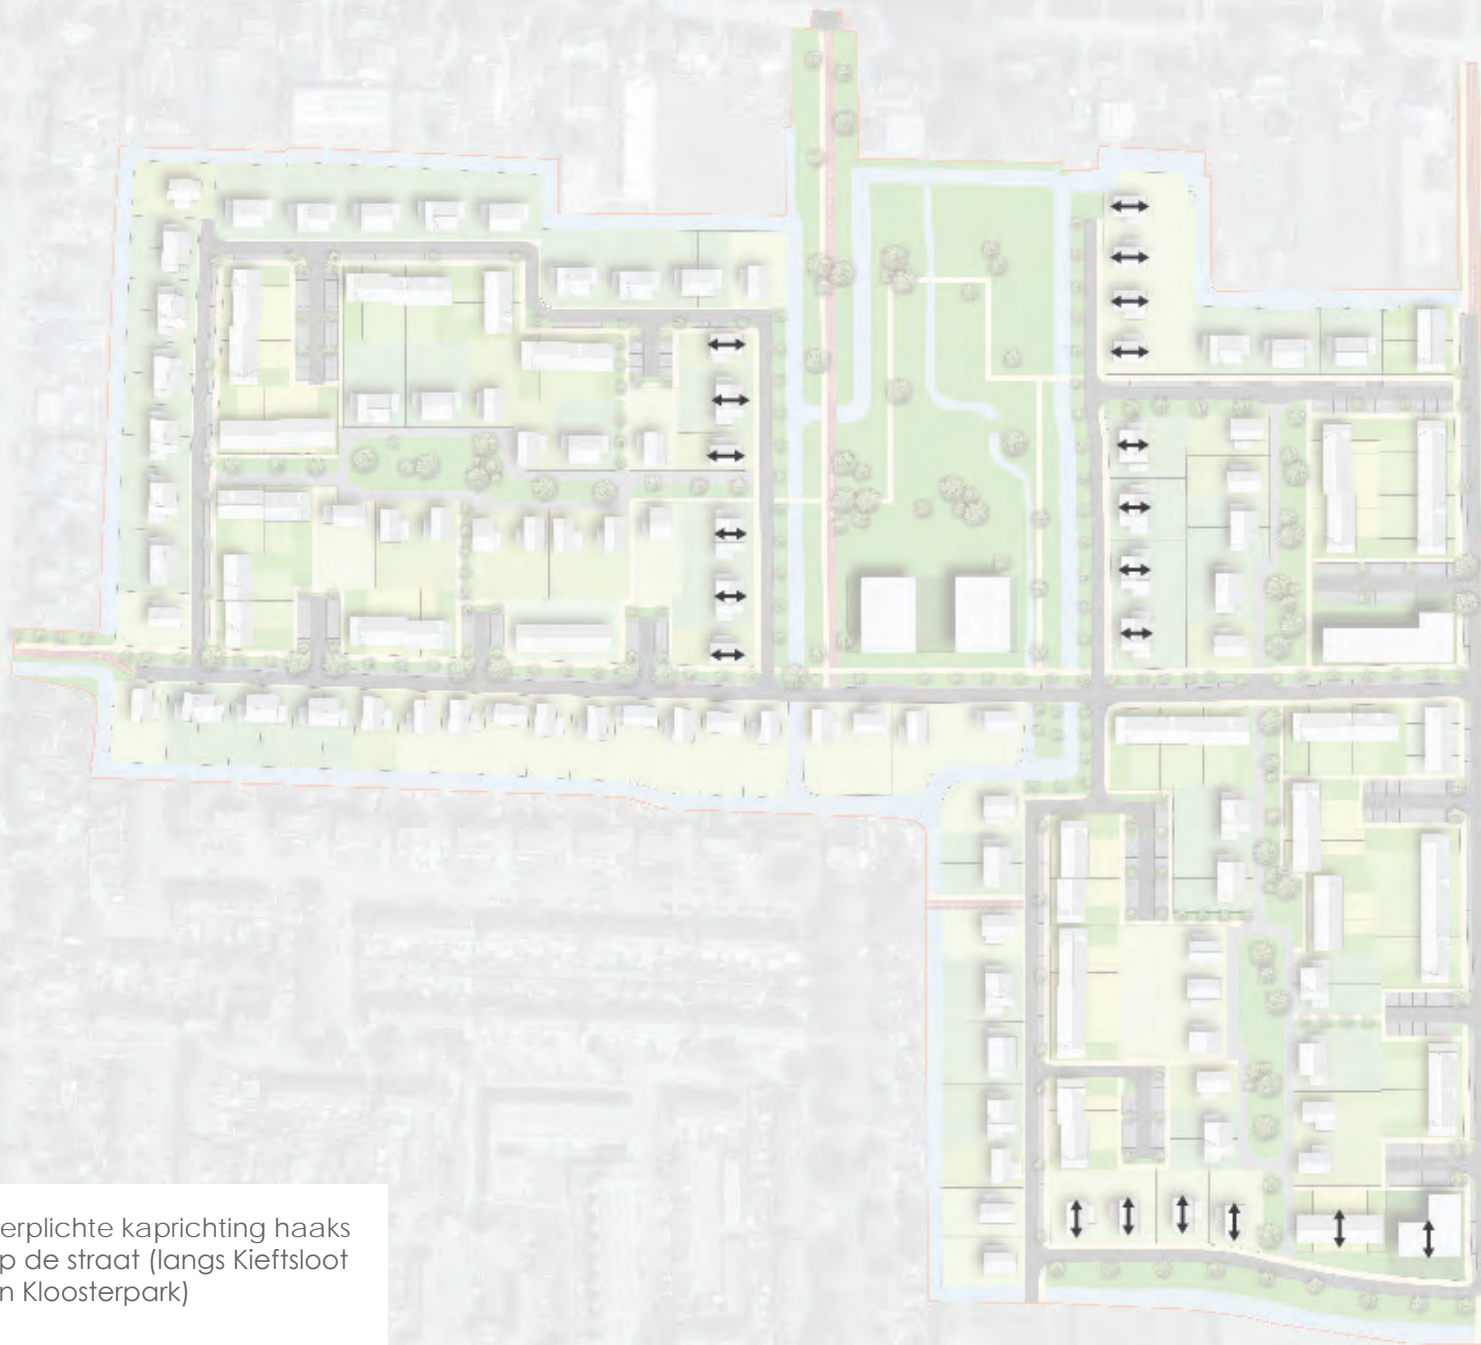 erplichte kaprichting haaks
p de straat (langs Kieftsloot
n Kloosterpark)